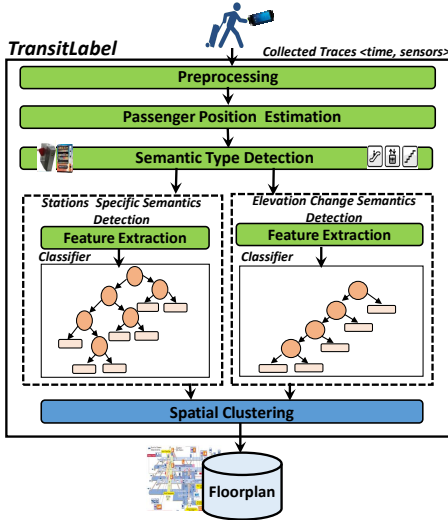 TransitLabel
Collected Traces <time, sensors>
Preprocessing
Passenger Position Estimation
Semantic Type Detection
Stations Specific Semantics
Detection
Elevation Change Semantics
Detection
Feature Extraction
Feature Extraction
Classifier
Classifier
Spatial Clustering
Floorplan